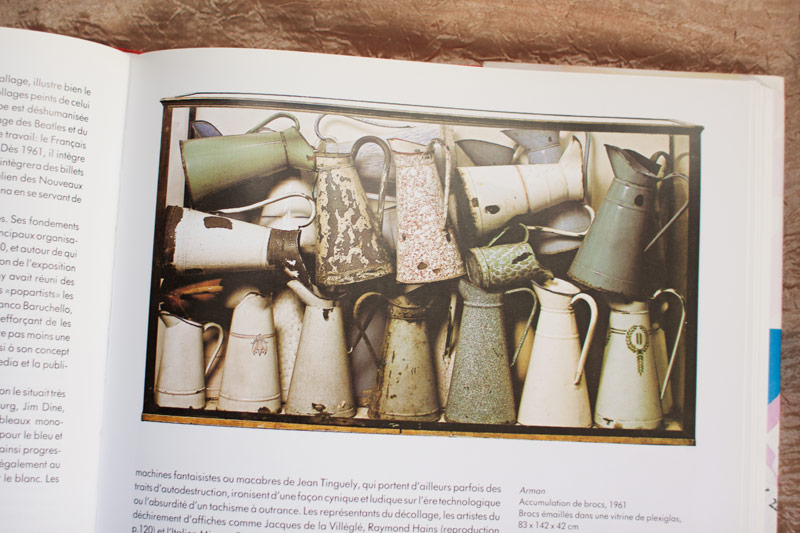 allage, illustre bien le
ollages peints de celui
pe est déshumanisée
age des Beatles et du
e travail: le Français
Dès 1961, il intègre
intégrera des billets
alien des Nouveaux
na en se servant de
s. Ses fondements
ncipaux organisa-
0, et autour de qui
on de l'exposition
y avait réuni des
s «popartists» les
anco Baruchello,
efforçant de les
re pas moins une
si à son concept
edia et la publi-
on le situait très
urg, Jim Dine,
bleaux mono-
pour le bleu et
ainsi progres-
également au
r le blanc. Les
machines fantaisistes ou macabres de Jean Tinguely, qui portent d'ailleurs parfois des
traits d'autodestruction, ironisent d'une façon cynique et ludique sur l'ère technologique
ou l'absurdité d'un tachisme à outrance. Les représentants du décollage, les artistes du
déchirement d'affiches comme Jacques de la Villéglé, Raymond Hains (reproduction
p.120) et l'Italien
Arman
Accumulation de brocs, 1961
Brocs émaillés dans une vitrine de plexiglas,
83 x 142 x 42 cm